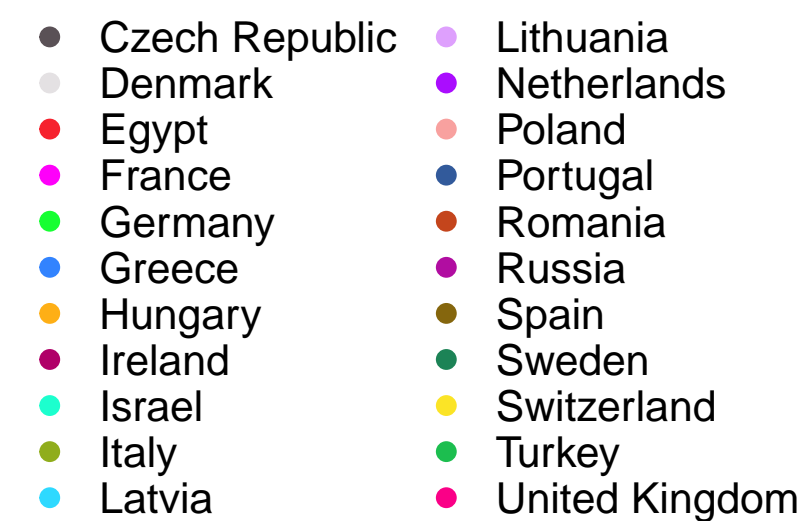 Czech Republic
Denmark
Egypt
France
Germany
Greece
Hungary
Ireland
Israel
Italy
Latvia
Lithuania
Netherlands
Poland
Portugal
Romania
Russia
Spain
Sweden
Switzerland
Turkey
United Kingdom